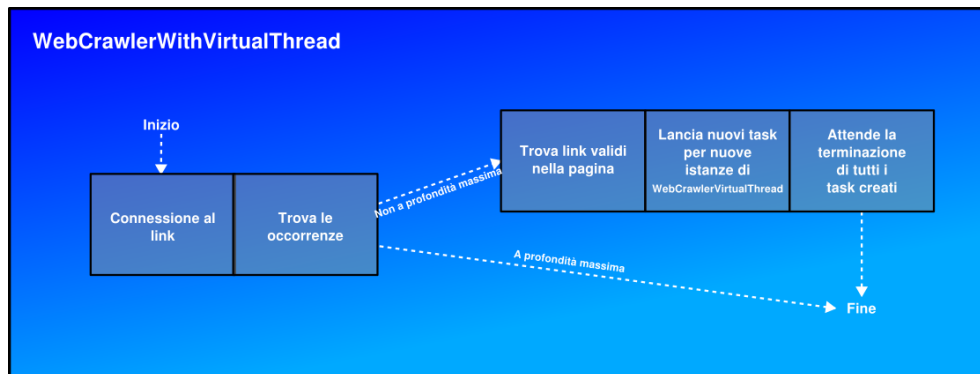 WebCrawlerWithVirtualThread
Inizio
Connessione al
link
Trova le
occorrenze
Non a profondità massima
Trova link validi
nella pagina
Lancia nuovi task
per nuove
istanze di
WebCrawlerVirtualThread
Attende la
terminazione
di tutti i
task creati
A profondità massima
Fine